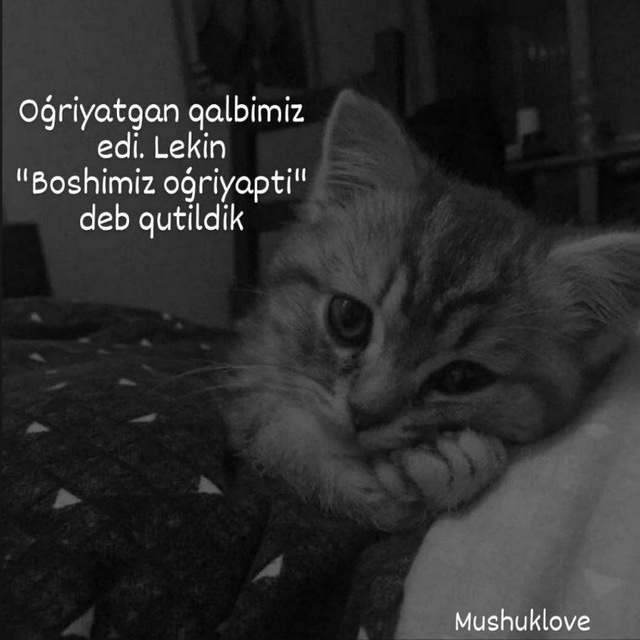 Oǵriyatgan qalbimiz
edi. Lekin
"Boshimiz oǵriyapti"
deb qutildik
Mushuklove